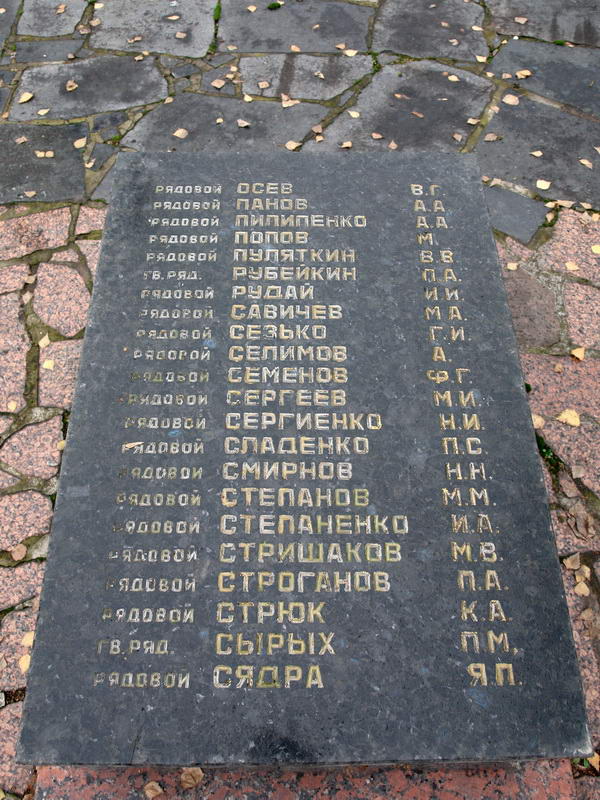 РЯДОВОЙ ОСЕВ В.Г.
РЯДОВОЙ ПАНОВ А.А.
РЯДОВОЙ ПИЛИПЕНКО А.А.
РЯДОВОЙ ПОПОВ М.
РЯДОВОЙ ПУЛЯТКИН В.В.
ГВ.РЯД. РУБЕЙКИН П.А.
РЯДОВОЙ РУДАЙ И.И.
РЯДОВОЙ САВИЧЕВ М.А.
РЯДОВОЙ СЕЗЬКО Г.И.
РЯДОВОЙ СЕЛИМОВ А.
РЯДОВОЙ СЕМЕНОВ Ф.Г.
РЯДОВОЙ СЕРГЕЕВ М.И.
РЯДОВОЙ СЕРГИЕНКО Н.И.
РЯДОВОЙ СЛАДЕНКО П.С.
РЯДОВОЙ СМИРНОВ Н.Н.
РЯДОВОЙ СТЕПАНОВ М.М.
РЯДОВОЙ СТЕПАНЕНКО И.А.
РЯДОВОЙ СТРИШАКОВ М.В.
РЯДОВОЙ СТРОГАНОВ П.А.
РЯДОВОЙ СТРЮК К.А.
ГВ.РЯД. СЫРЫХ П.М.
РЯДОВОЙ СЯДРА Я.П.